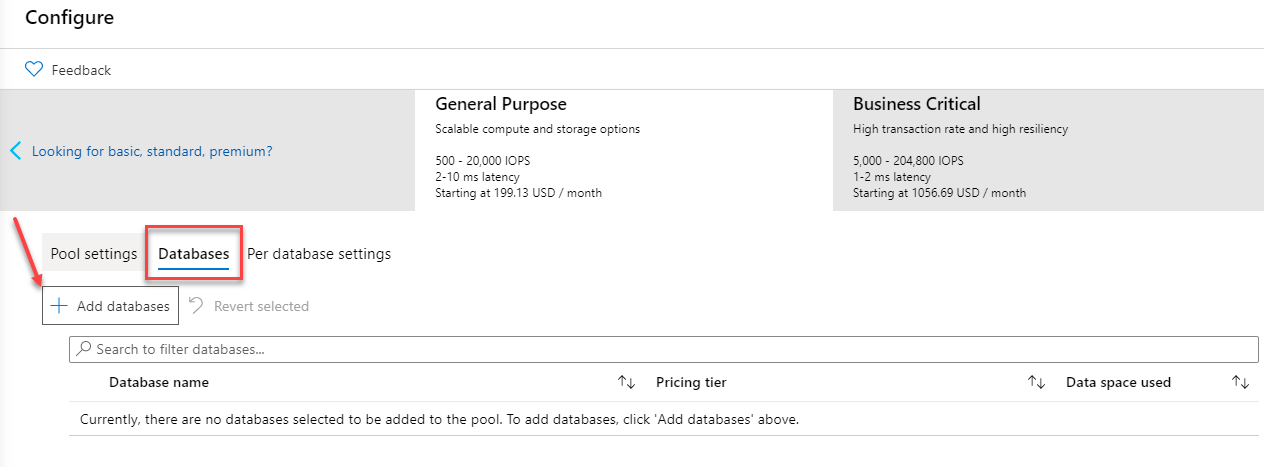 Configure
Feedback
Looking for basic, standard, premium?
General Purpose
Scalable compute and storage options
500 - 20,000 IOPS
2-10 ms latency
Starting at 199.13 USD / month
Business Critical
High transaction rate and high resiliency
5,000 - 204,800 IOPS
1-2 ms latency
Starting at 1056.69 USD / month
Pool settings Databases Per database settings
Add databases Revert selected
Search to filter databases...
Database name Pricing tier Data space used
Currently, there are no databases selected to be added to the pool. To add databases, click 'Add databases' above.